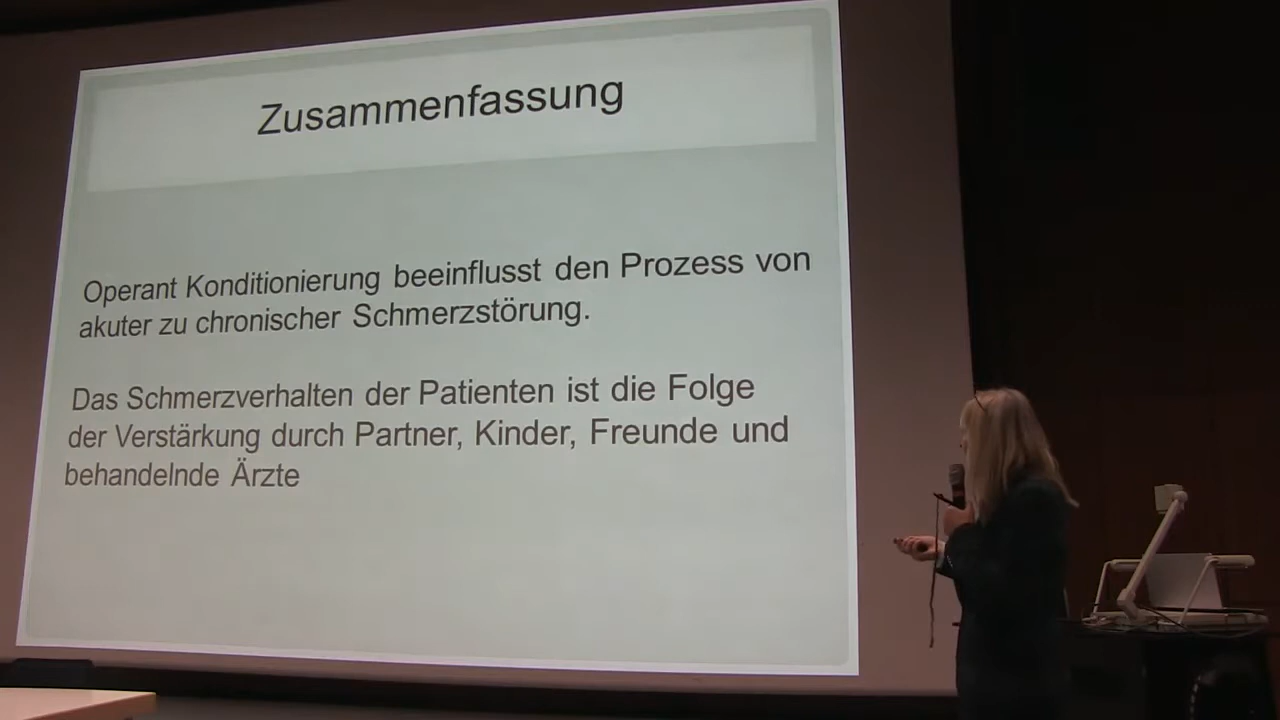 Zusammenfassung
Operant Konditionierung beeinflusst den Prozess von
akuter zu chronischer Schmerzstörung.
Das Schmerzverhalten der Patienten ist die Folge
der Verstärkung durch Partner, Kinder, Freunde und
behandelnde Ärzte